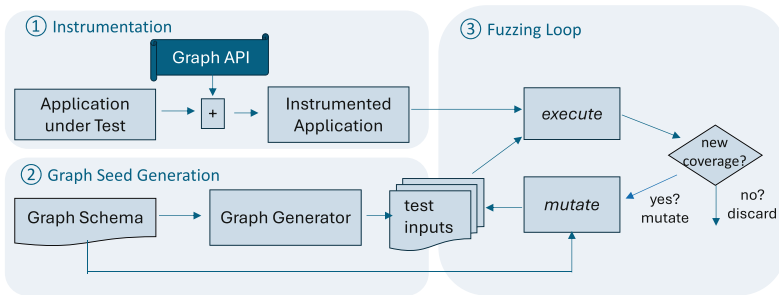 ① Instrumentation
Graph API
Application
under Test
+
Instrumented
Application
② Graph Seed Generation
Graph Schema
Graph Generator
test
inputs
③ Fuzzing Loop
execute
new
coverage?
mutate
yes?
mutate
no?
discard